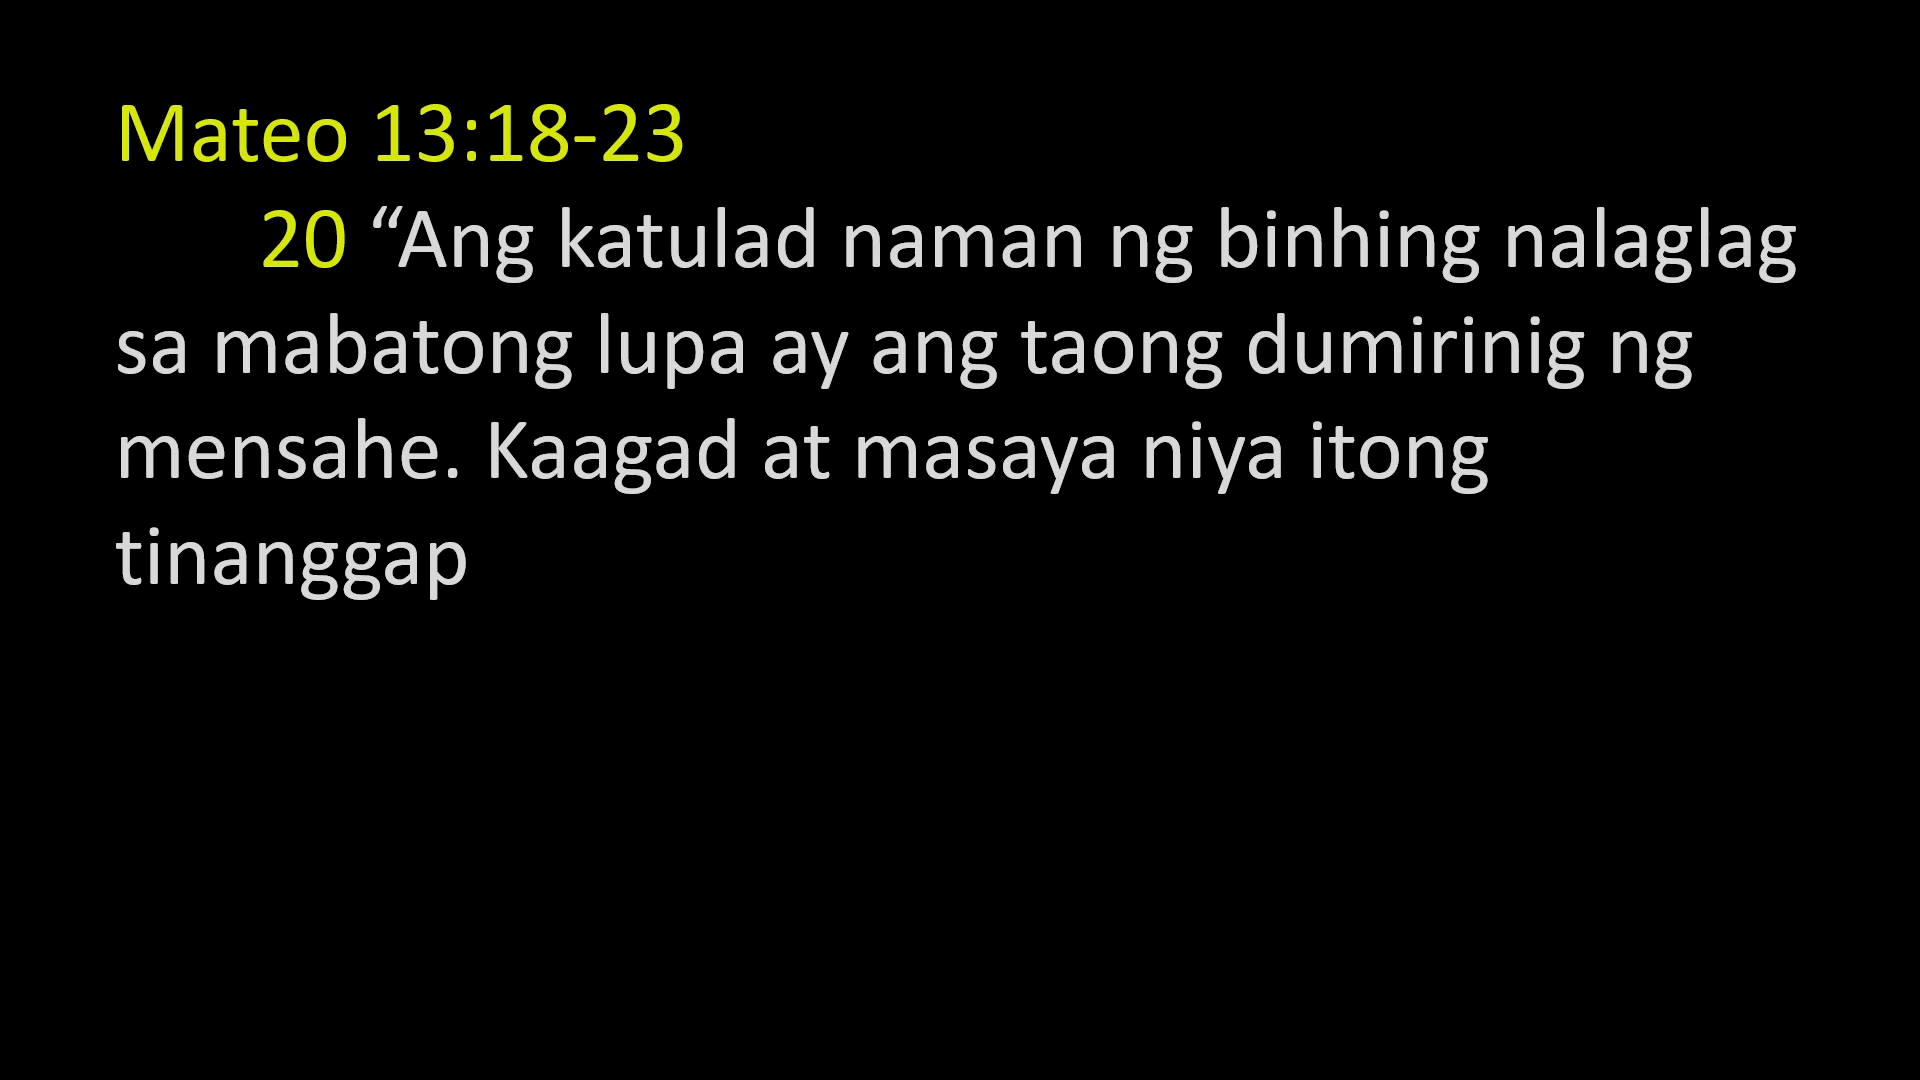 Mateo 13:18-23
20 “Ang katulad naman ng binhing nalaglag
sa mabatong lupa ay ang taong dumirinig ng
mensahe. Kaagad at masaya niya itong
tinanggap